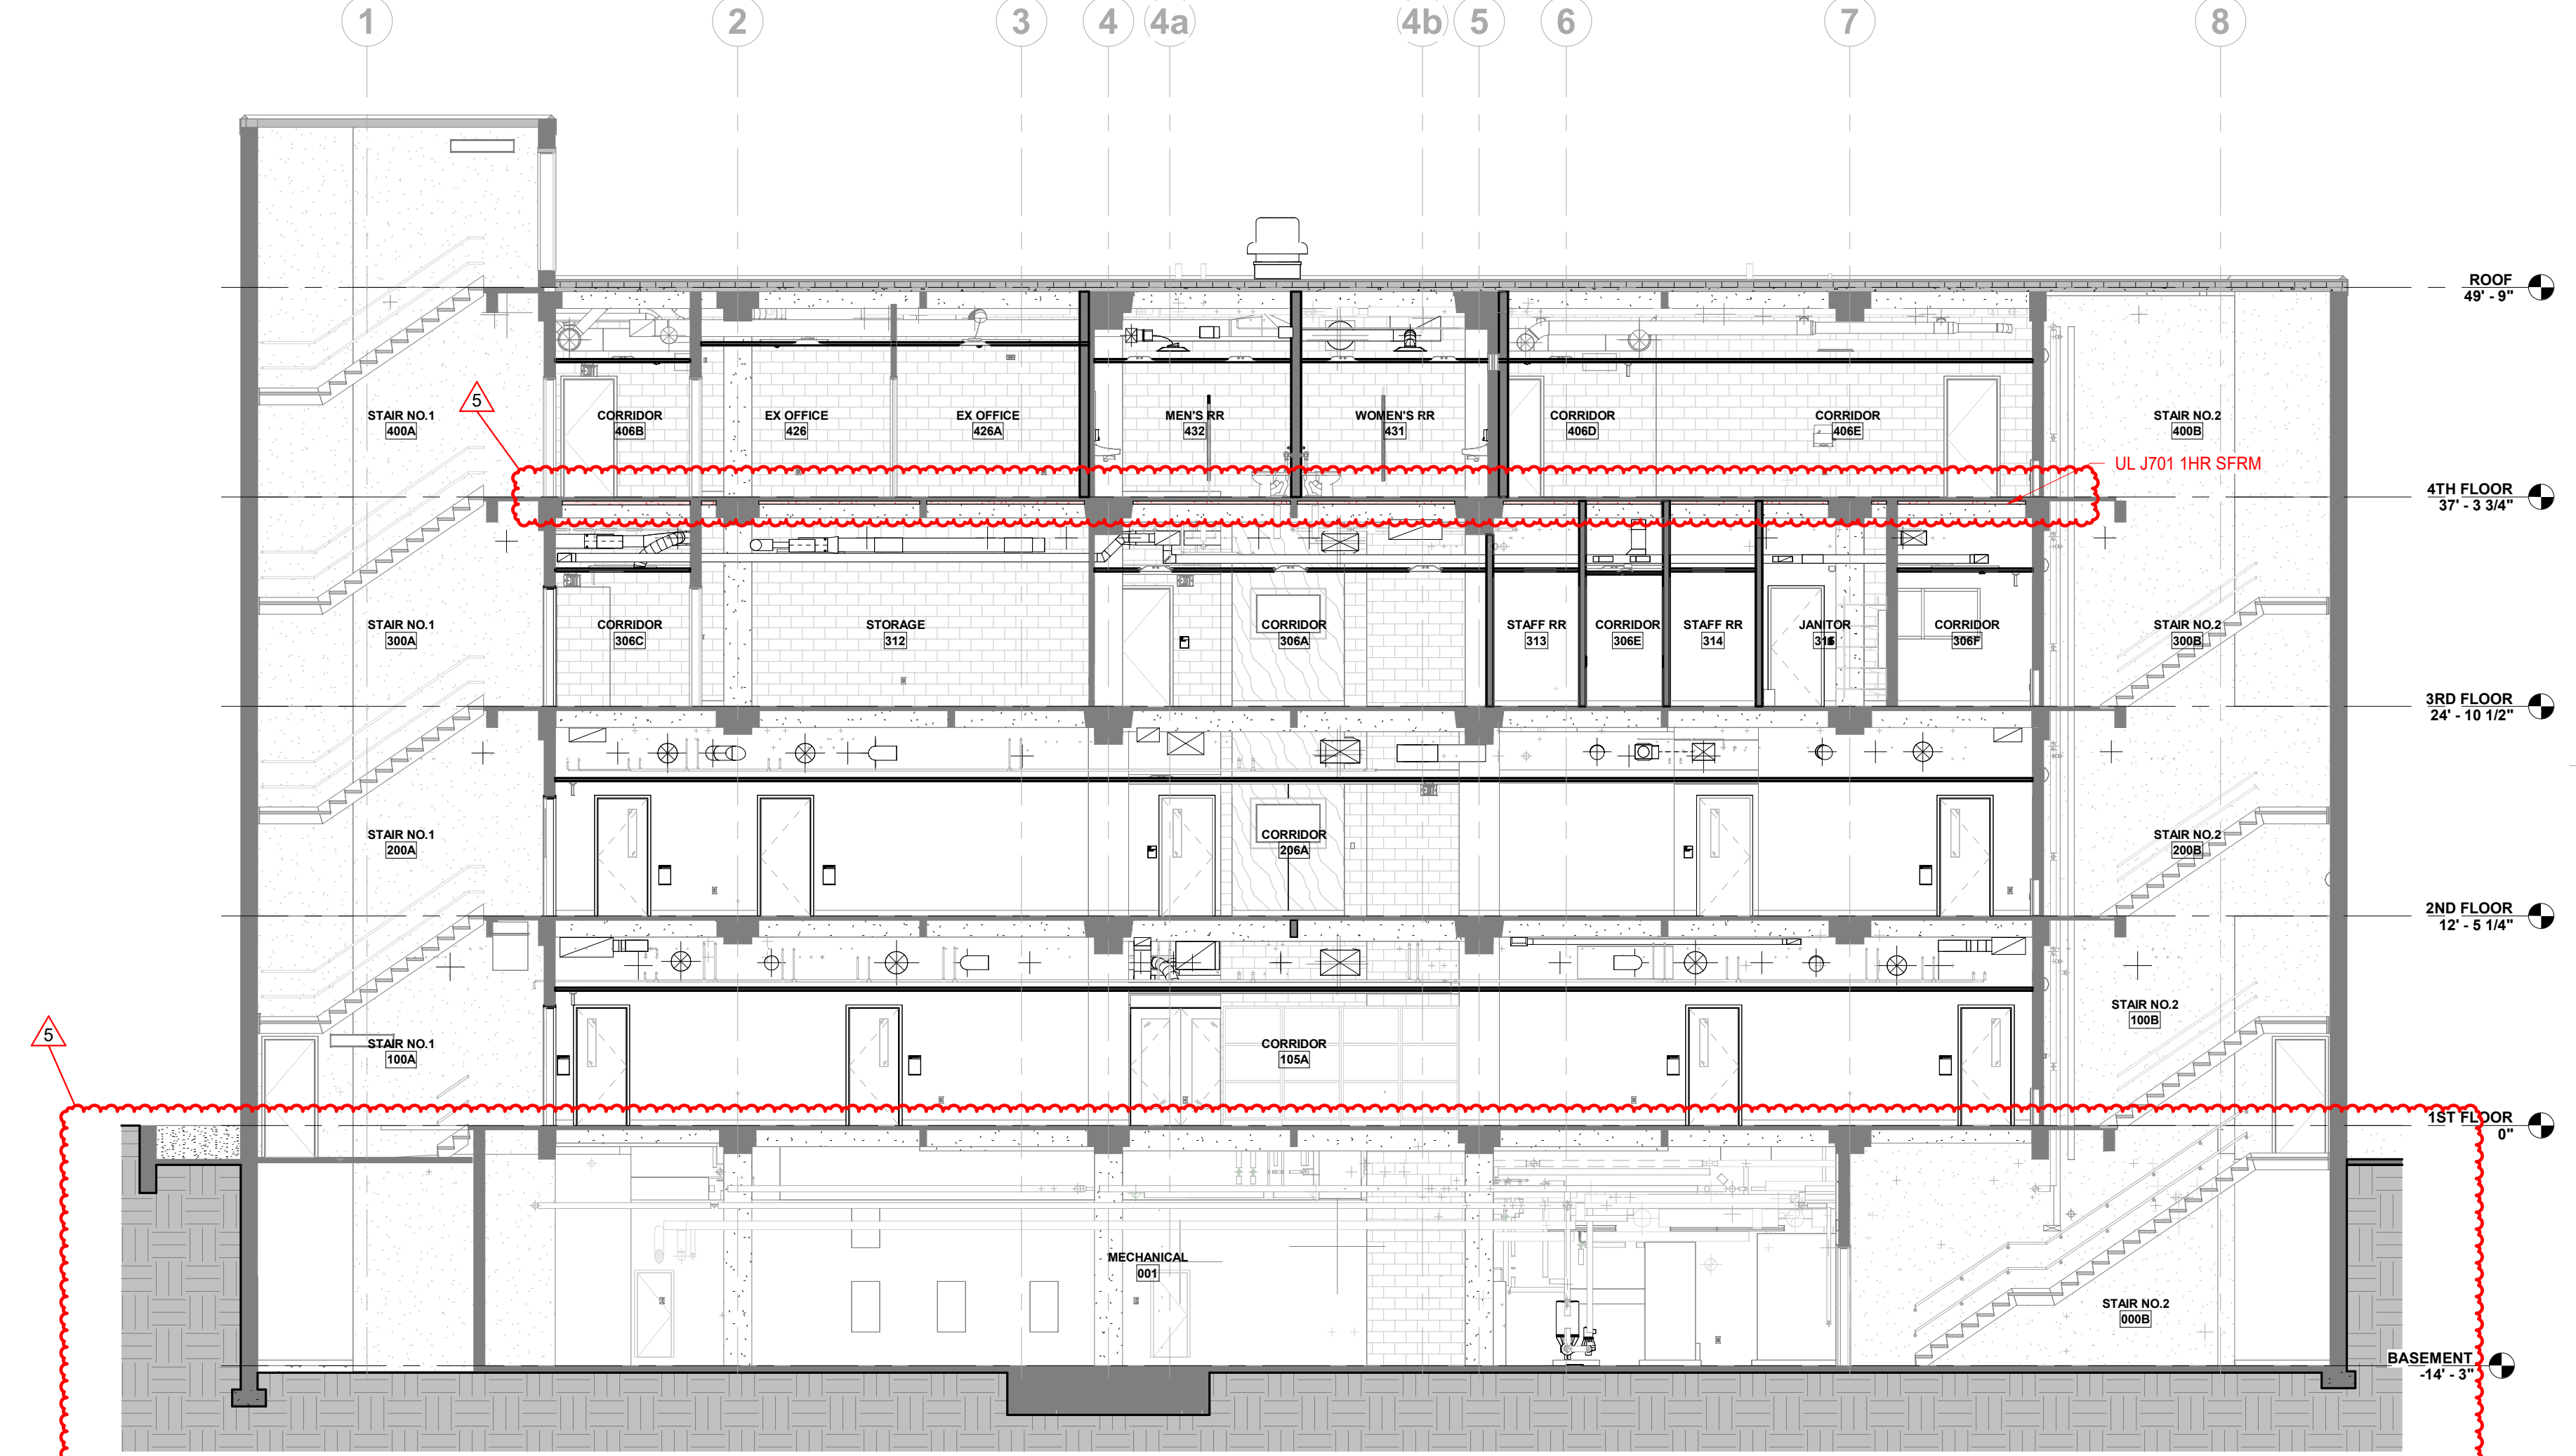 1 2 3 4 4a 4b 5 6 7 8
ROOF
49' - 9"
STAIR NO.1
400A
5
CORRIDOR
406B
EX OFFICE
426
EX OFFICE
426A
MEN'S RR
432
WOMEN'S RR
431
CORRIDOR
406D
CORRIDOR
406E
STAIR NO.2
400B
UL J701 1HR SFRM
4TH FLOOR
37' - 3 3/4"
STAIR NO.1
300A
CORRIDOR
306C
STORAGE
312
CORRIDOR
306A
STAFF RR
313
CORRIDOR
306E
STAFF RR
314
JANITOR
CORRIDOR
306F
STAIR NO.2
300B
3RD FLOOR
24' - 10 1/2"
STAIR NO.1
200A
CORRIDOR
206A
STAIR NO.2
200B
2ND FLOOR
12' - 5 1/4"
STAIR NO.2
100B
5
STAIR NO.1
100A
CORRIDOR
105A
1ST FLOOR
0"
MECHANICAL
001
STAIR NO.2
000B
BASEMENT
-14' - 3"